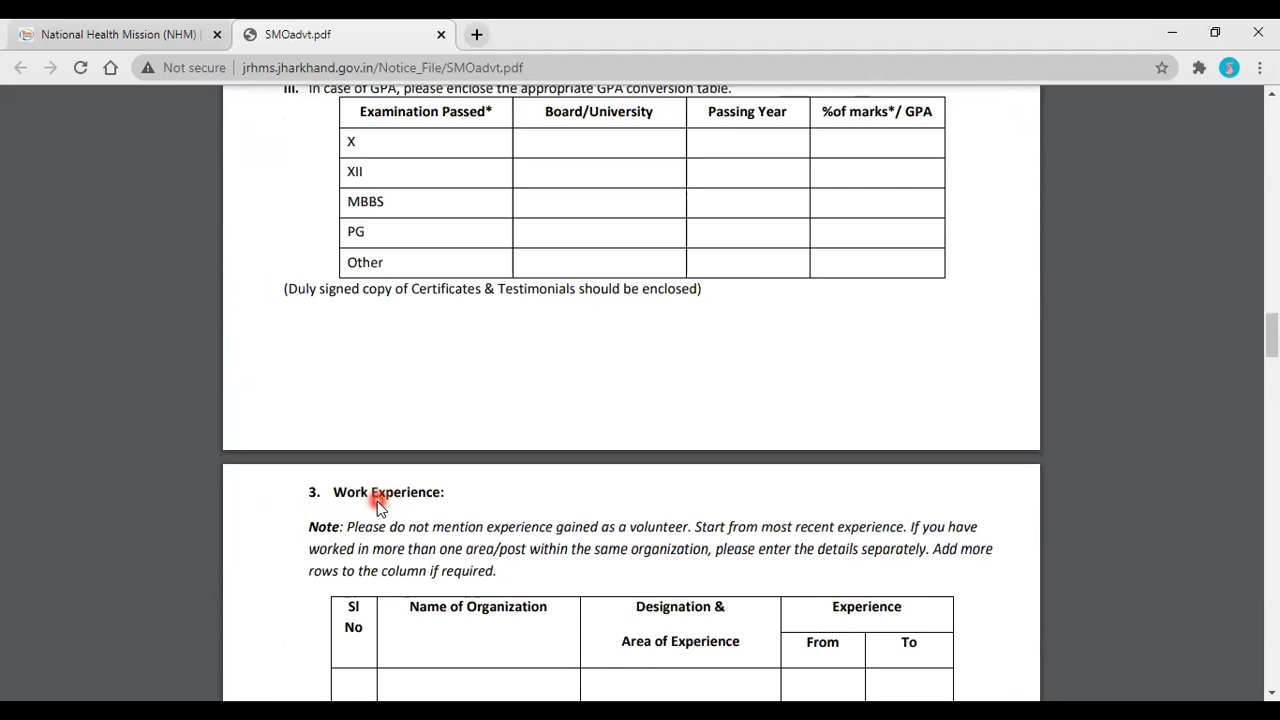 National Health Mission (NHM) |
SMOadvt.pdf
Not secure
jrhms.jharkhand.gov.in/Notice_File/SMOadvt.pdf
III. In case of GPA, please enclose the appropriate GPA conversion table.
Examination Passed* Board/University Passing Year %of marks*/ GPA
X
XII
MBBS
PG
Other
(Duly signed copy of Certificates & Testimonials should be enclosed)
3. Work Experience:
Note: Please do not mention experience gained as a volunteer. Start from most recent experience. If you have
worked in more than one area/post within the same organization, please enter the details separately. Add more
rows to the column if required.
Sl Name of Organization Designation & Experience
No
Area of Experience From To